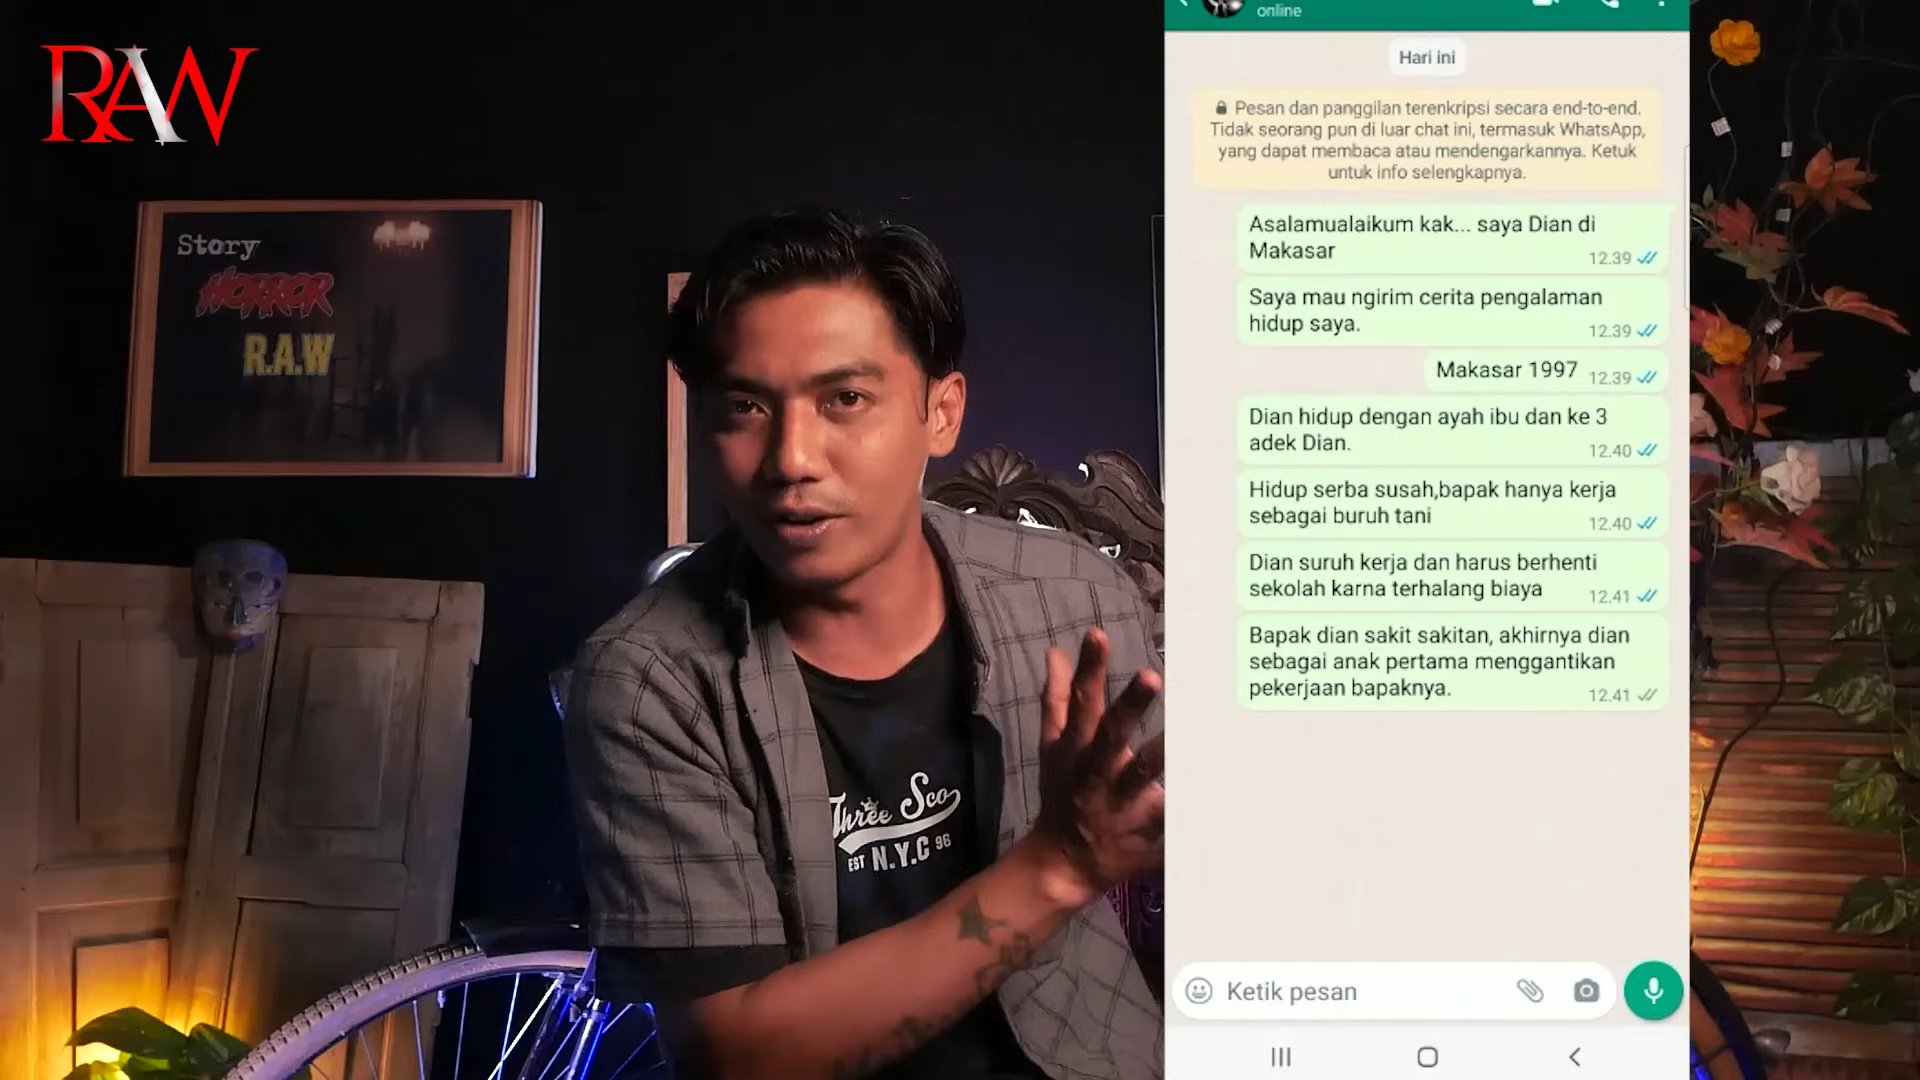 RAW
Story
HORROR
R.A.W
Three Sco
EST N.Y.C 96
online
Hari ini
Pesan dan panggilan terenkripsi secara end-to-end.
Tidak seorang pun di luar chat ini, termasuk WhatsApp,
yang dapat membaca atau mendengarkannya. Ketuk
untuk info selengkapnya.
Asalamualaikum kak... saya Dian di
Makasar
12.39
Saya mau ngirim cerita pengalaman
hidup saya.
12.39
Makasar 1997 12.39
Dian hidup dengan ayah ibu dan ke 3
adek Dian.
12.40
Hidup serba susah,bapak hanya kerja
sebagai buruh tani
12.40
Dian suruh kerja dan harus berhenti
sekolah karna terhalang biaya
12.41
Bapak dian sakit sakitan, akhirnya dian
sebagai anak pertama menggantikan
pekerjaan bapaknya.
12.41
Ketik pesan